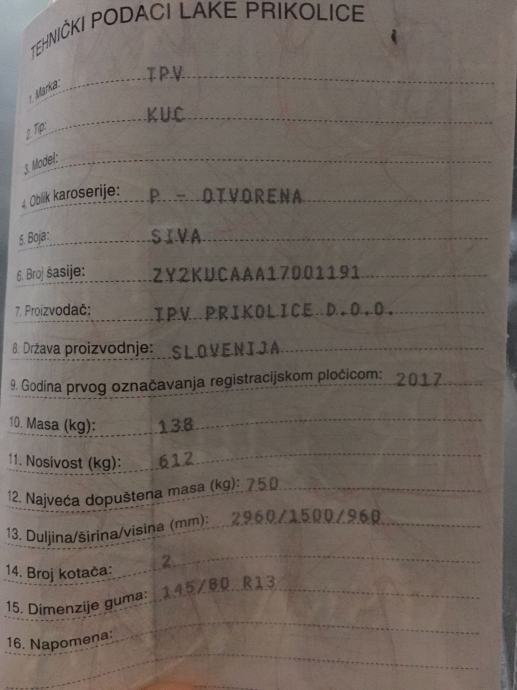 TEHNIČKI PODACI LAKE PRIKOLICE
1. Marka: TPV
2. Tip: KUC
3. Model:
4. Oblik karoserije: P - OTVORENA
5. Boja: SIVA
6. Broj šasije: ZY2KUCAAA17001191
7. Proizvođač: TPV PRIKOLICE D.O.O.
8. Država proizvodnje: SLOVENIJA
9. Godina prvog označavanja registracijskom pločicom: 2017
10. Masa (kg): 138
11. Nosivost (kg): 612
12. Najveća dopuštena masa (kg): 750
13. Duljina/širina/visina (mm): 2960/1500/960
14. Broj kotača: 2
15. Dimenzije guma: 145/80 R13
16. Napomena: